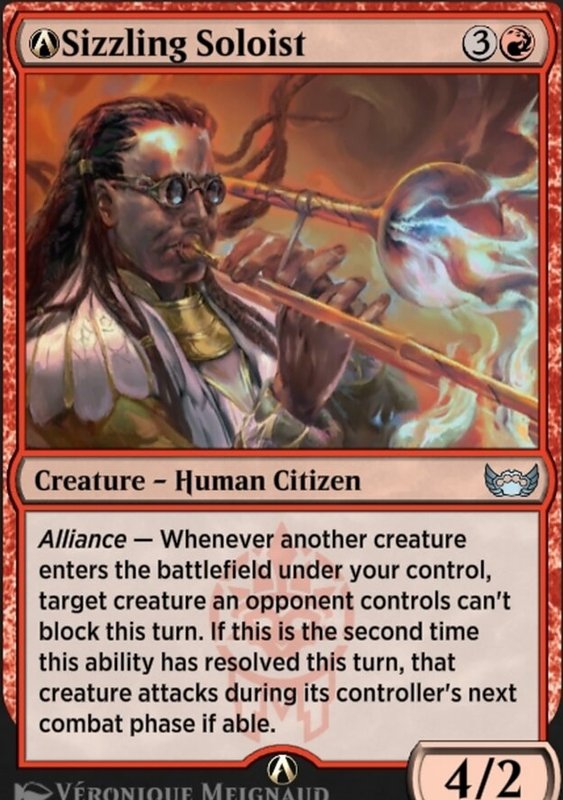 Sizzling Soloist 3
Creature – Human Citizen
Alliance — Whenever another creature
enters the battlefield under your control,
target creature an opponent controls can't
block this turn. If this is the second time
this ability has resolved this turn, that
creature attacks during its controller's next
combat phase if able.
4/2
Véronique Meignaud